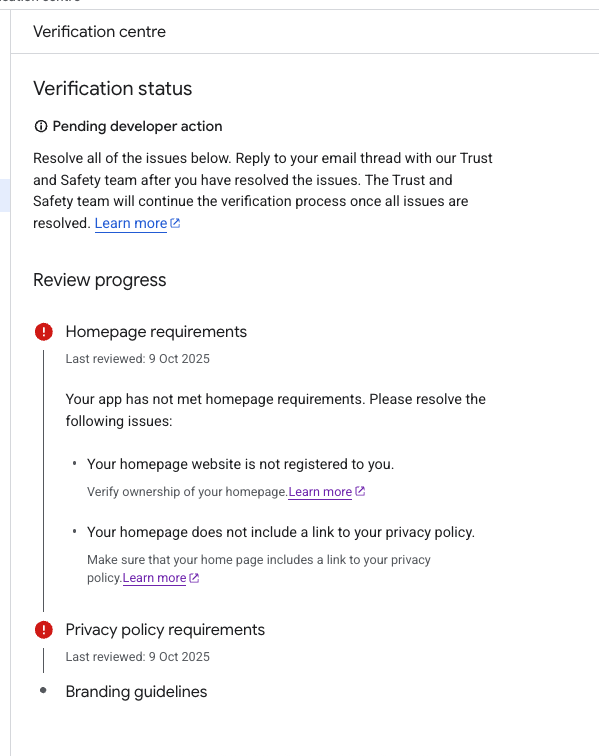 Verification centre
Verification status
Pending developer action
Resolve all of the issues below. Reply to your email thread with our Trust
and Safety team after you have resolved the issues. The Trust and
Safety team will continue the verification process once all issues are
resolved. Learn more
Review progress
Homepage requirements
Last reviewed: 9 Oct 2025
Your app has not met homepage requirements. Please resolve the
following issues:
• Your homepage website is not registered to you.
Verify ownership of your homepage.Learn more
• Your homepage does not include a link to your privacy policy.
Make sure that your home page includes a link to your privacy
policy.Learn more
Privacy policy requirements
Last reviewed: 9 Oct 2025
Branding guidelines